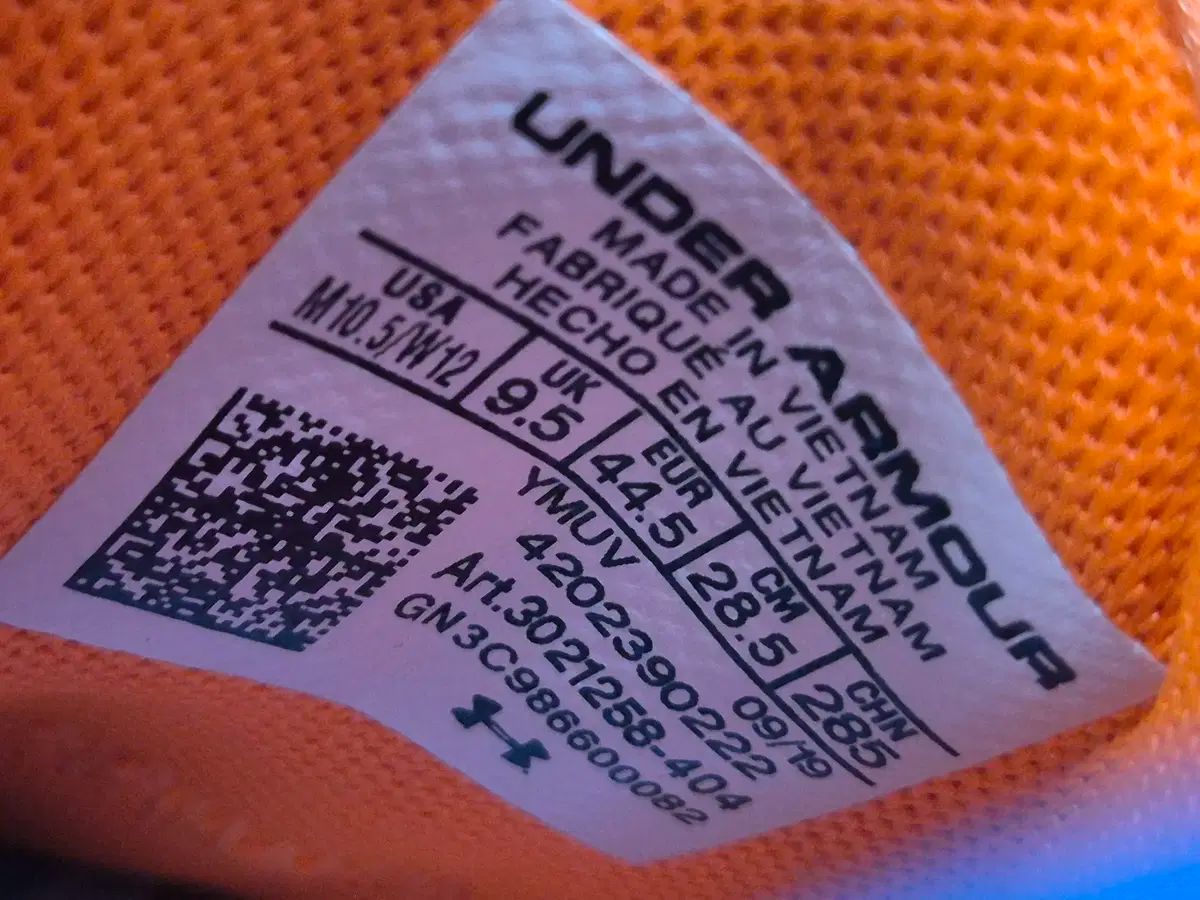 UNDER ARMOUR
MADE IN VIETNAM
FABRIQUÉ AU VIETNAM
HECHO EN VIETNAM
USA UK EUR CM CHN
M10.5/W12 9.5 44.5 28.5 285
YMUV 09/19
4202390222
Art.3021258-404
GN3C986600082